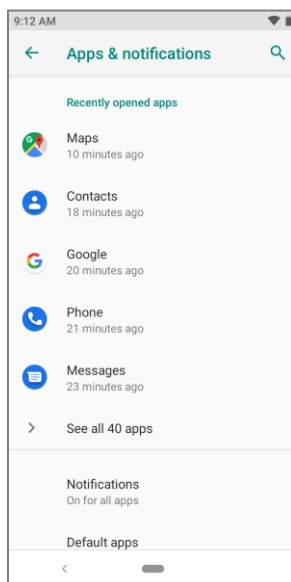 9:12 AM
Apps & notifications
Recently opened apps
Maps
10 minutes ago
Contacts
18 minutes ago
Google
20 minutes ago
Phone
21 minutes ago
Messages
23 minutes ago
See all 40 apps
Notifications
On for all apps
Default apps